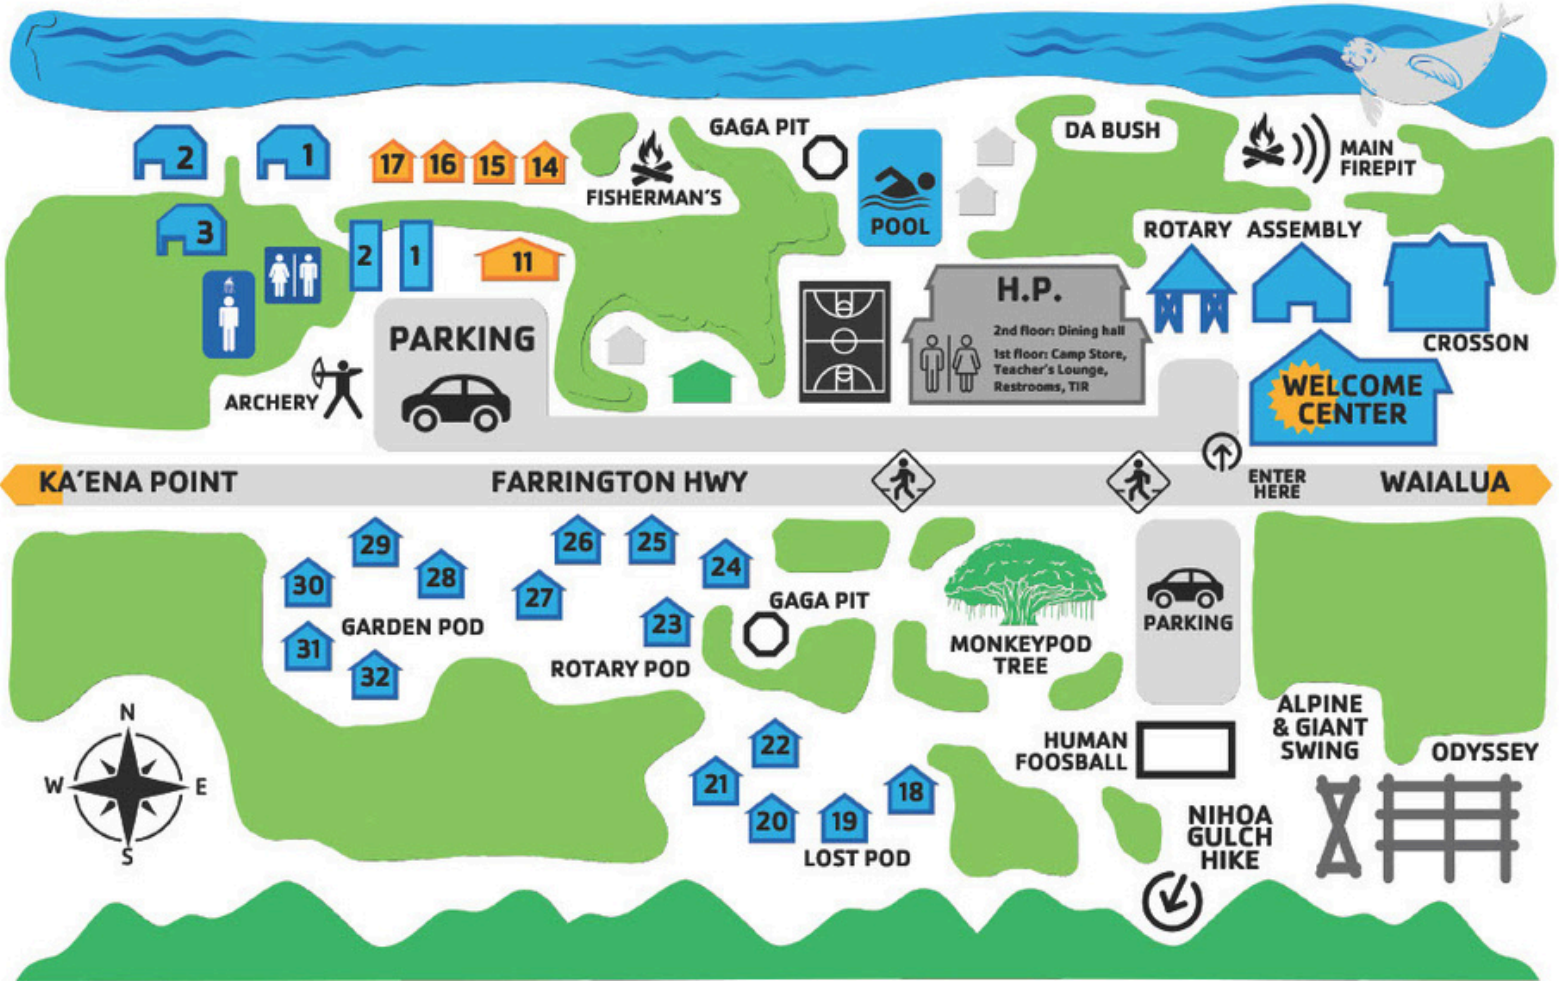 GAGA PIT
DA BUSH
MAIN
FIREPIT
2
1
17
16
15
14
FISHERMAN'S
POOL
3
2
1
11
ROTARY
ASSEMBLY
CROSSON
H.P.
2nd floor: Dining hall
1st floor: Camp Store,
Teacher's Lounge,
Restrooms, TIR
PARKING
ARCHERY
WELCOME
CENTER
KA'ENA POINT
FARRINGTON HWY
ENTER
HERE
WAIALUA
29
30
28
31
32
GARDEN POD
26
25
24
27
23
ROTARY POD
GAGA PIT
MONKEYPOD
TREE
PARKING
N
W
E
S
22
21
20
19
18
LOST POD
HUMAN
FOOSBALL
ALPINE
& GIANT
SWING
ODYSSEY
NIHOA
GULCH
HIKE